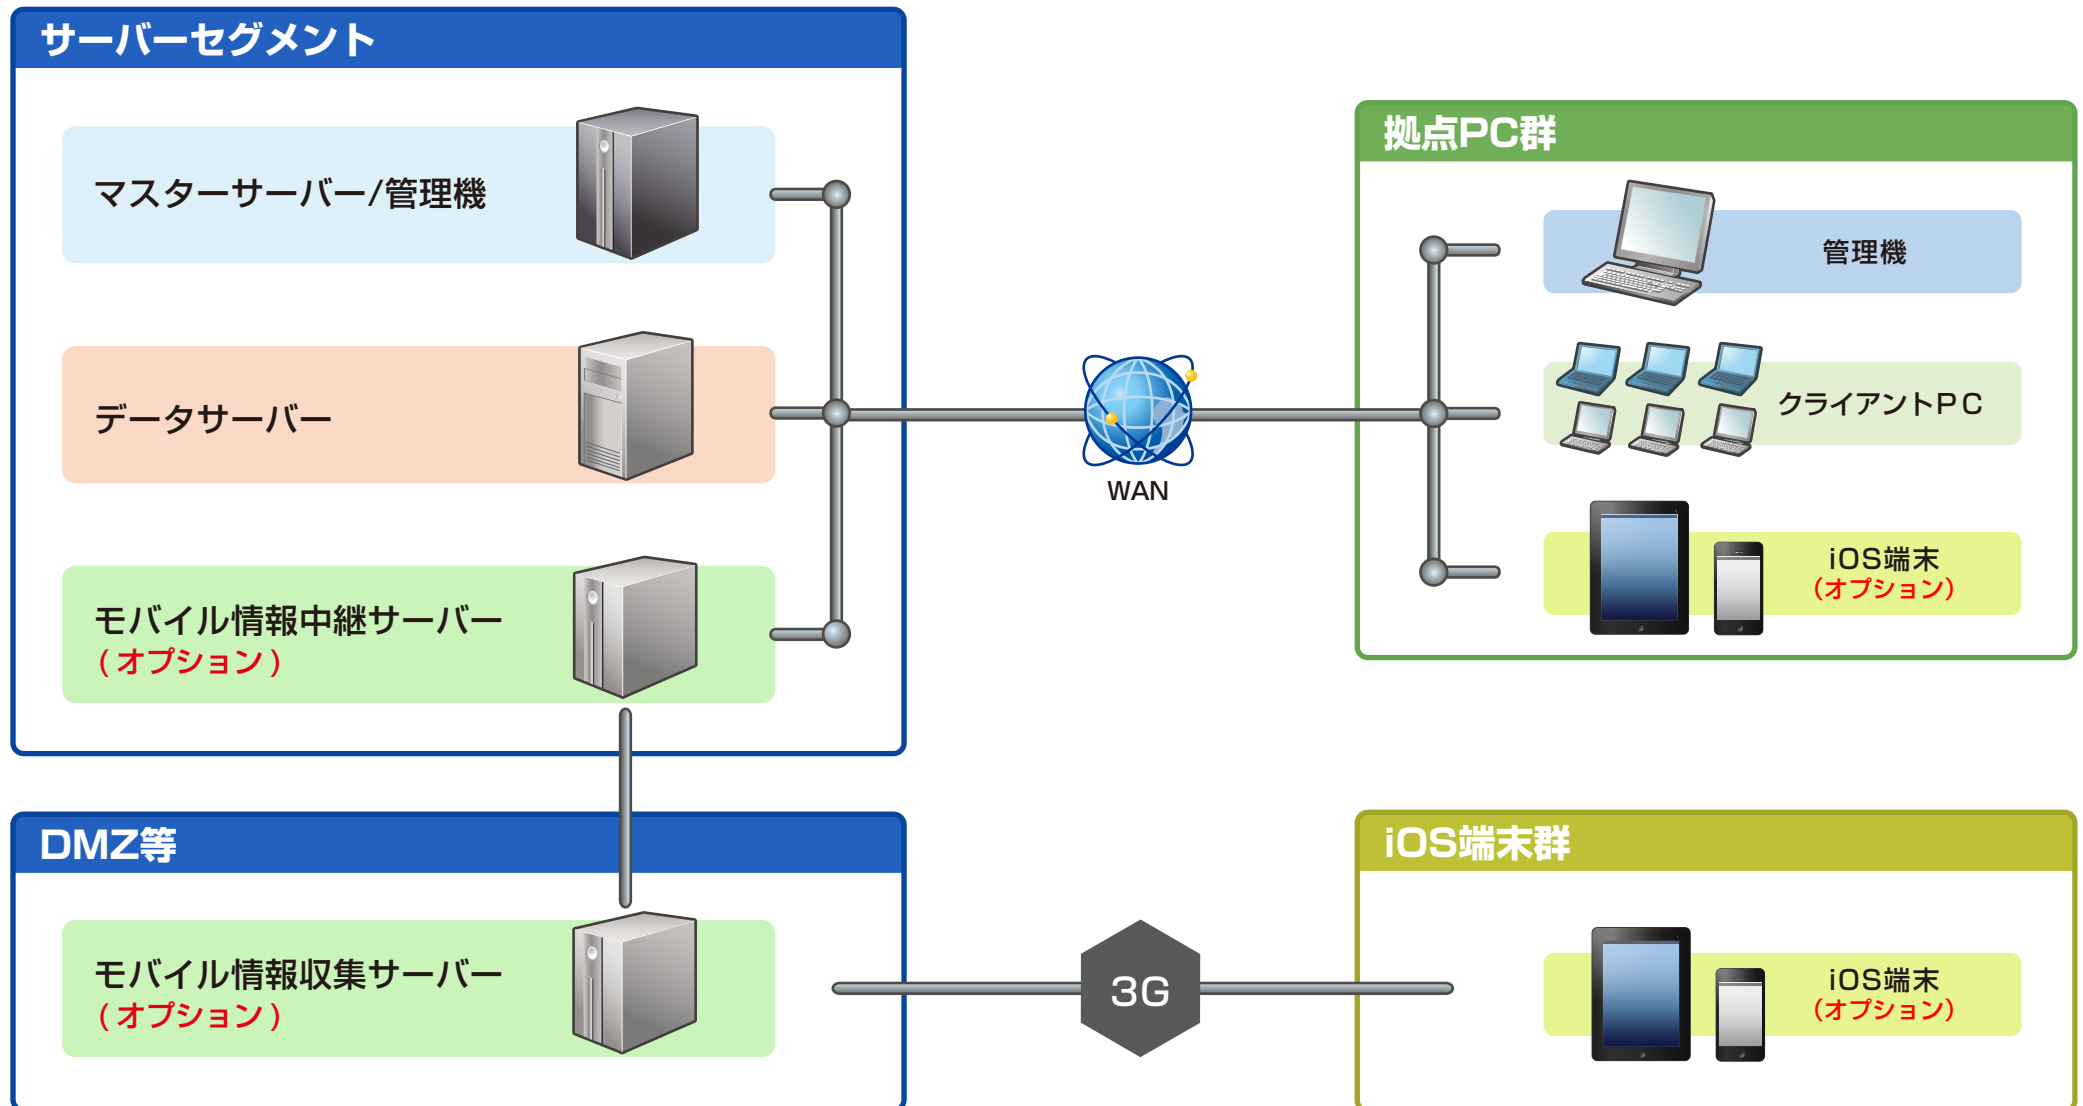 サーバーセグメント
マスターサーバー/管理機
データサーバー
モバイル情報中継サーバー
(オプション)
WAN
拠点PC群
管理機
クライアントPC
iOS端末
(オプション)
DMZ等
モバイル情報収集サーバー
(オプション)
3G
iOS端末群
iOS端末
(オプション)